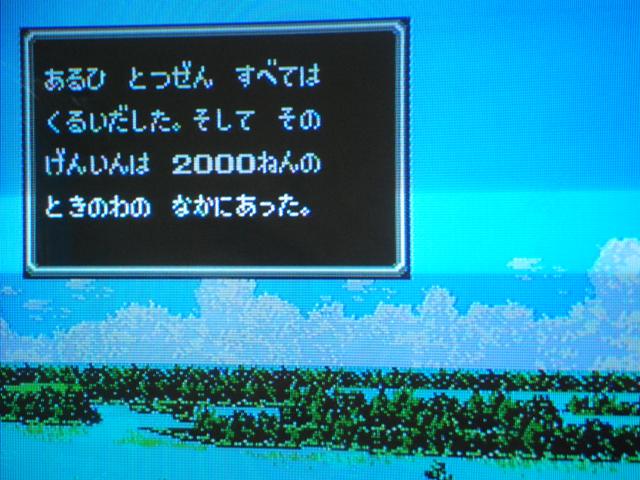 あるひ　とつぜん　すべては
くるいだした。そして　その
げんいんは　2000ねんの
ときのわの　なかにあった。